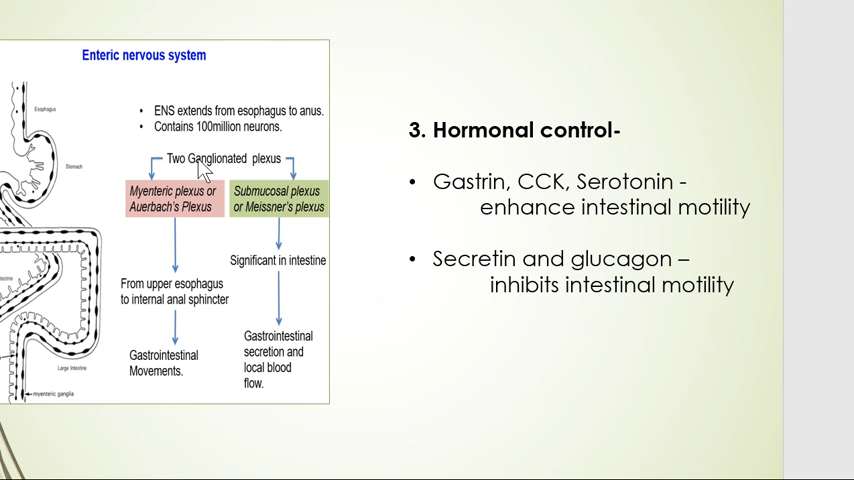 Enteric nervous system
• ENS extends from esophagus to anus.
• Contains 100million neurons.
Two Ganglionated plexus
Myenteric plexus or
Auerbach's Plexus
Submucosal plexus
or Meissner's plexus
From upper esophagus
to internal anal sphincter
Significant in intestine
Gastrointestinal
Movements.
Gastrointestinal
secretion and
local blood
flow.
Esophagus
Stomach
Large Intestine
myenteric ganglia
3. Hormonal control-
• Gastrin, CCK, Serotonin -
enhance intestinal motility
• Secretin and glucagon –
inhibits intestinal motility